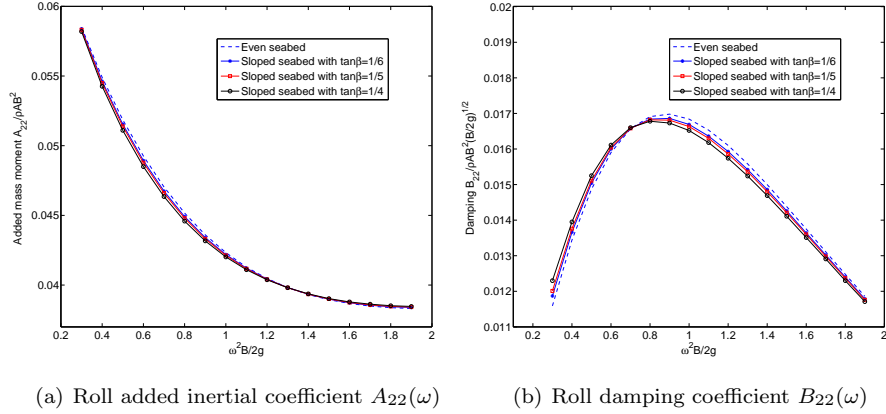 0.06
0.055
0.05
0.045
0.04
0.2 0.4 0.6 0.8 1 1.2 1.4 1.6 1.8 2
ω²B/2g
Added mass moment A₂₂/ρAB²
Even seabed
Sloped seabed with tanβ=1/6
Sloped seabed with tanβ=1/5
Sloped seabed with tanβ=1/4
(a) Roll added inertial coefficient A₂₂(ω)
0.02
0.019
0.018
0.017
0.016
0.015
0.014
0.013
0.012
0.011
0.2 0.4 0.6 0.8 1 1.2 1.4 1.6 1.8 2
ω²B/2g
Damping B₂₂/ρAB²(B/2g)^1/2
Even seabed
Sloped seabed with tanβ=1/6
Sloped seabed with tanβ=1/5
Sloped seabed with tanβ=1/4
(b) Roll damping coefficient B₂₂(ω)